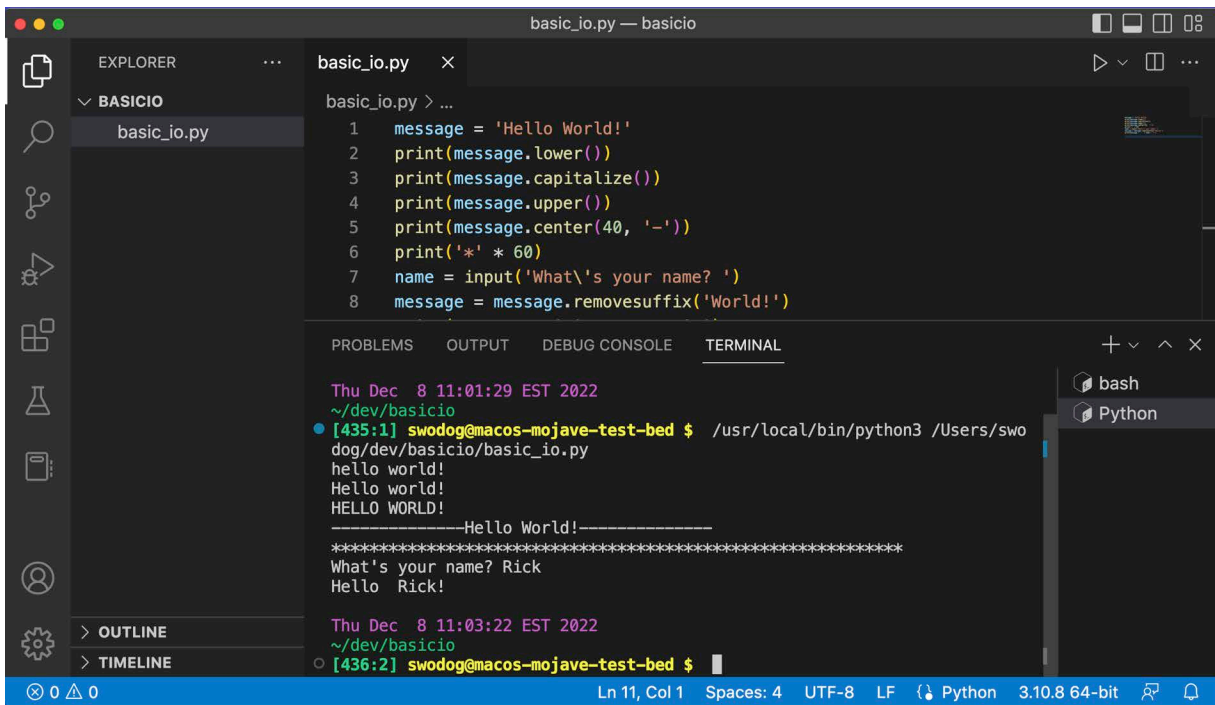 basic_io.py — basicio
EXPLORER ...
basic_io.py
BASICIO
basic_io.py
basic_io.py > ...
1 message = 'Hello World!'
2 print(message.lower())
3 print(message.capitalize())
4 print(message.upper())
5 print(message.center(40, '-'))
6 print('*' * 60)
7 name = input('What\'s your name? ')
8 message = message.removesuffix('World!')
PROBLEMS OUTPUT DEBUG CONSOLE TERMINAL
bash
Python
Thu Dec  8 11:01:29 EST 2022
~/dev/basicio
[435:1] swodog@macos-mojave-test-bed $  /usr/local/bin/python3 /Users/swo
dog/dev/basicio/basic_io.py
hello world!
Hello world!
HELLO WORLD!
--------------Hello World!--------------
************************************************************
What's your name? Rick
Hello  Rick!
Thu Dec  8 11:03:22 EST 2022
~/dev/basicio
[436:2] swodog@macos-mojave-test-bed $
OUTLINE
TIMELINE
0 0 Ln 11, Col 1 Spaces: 4 UTF-8 LF Python 3.10.8 64-bit